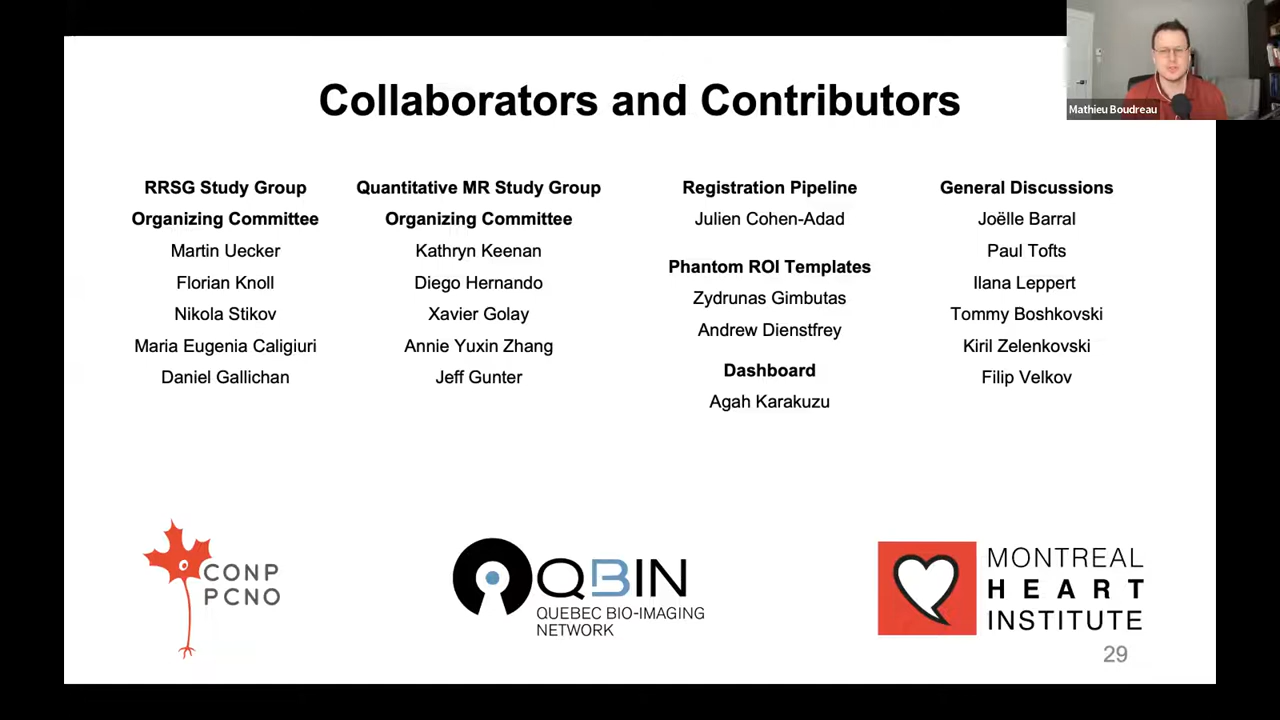 Collaborators and Contributors
Mathieu Boudreau
RRSG Study Group
Organizing Committee
Martin Uecker
Florian Knoll
Nikola Stikov
Maria Eugenia Caligiuri
Daniel Gallichan
Quantitative MR Study Group
Organizing Committee
Kathryn Keenan
Diego Hernando
Xavier Golay
Annie Yuxin Zhang
Jeff Gunter
Registration Pipeline
Julien Cohen-Adad
Phantom ROI Templates
Zydrunas Gimbutas
Andrew Dienstfrey
Dashboard
Agah Karakuzu
General Discussions
Joëlle Barral
Paul Tofts
Ilana Leppert
Tommy Boshkovski
Kiril Zelenkovski
Filip Velkov
CONP
PCNO
QBIN
QUEBEC BIO-IMAGING
NETWORK
MONTREAL
HEART
INSTITUTE
29